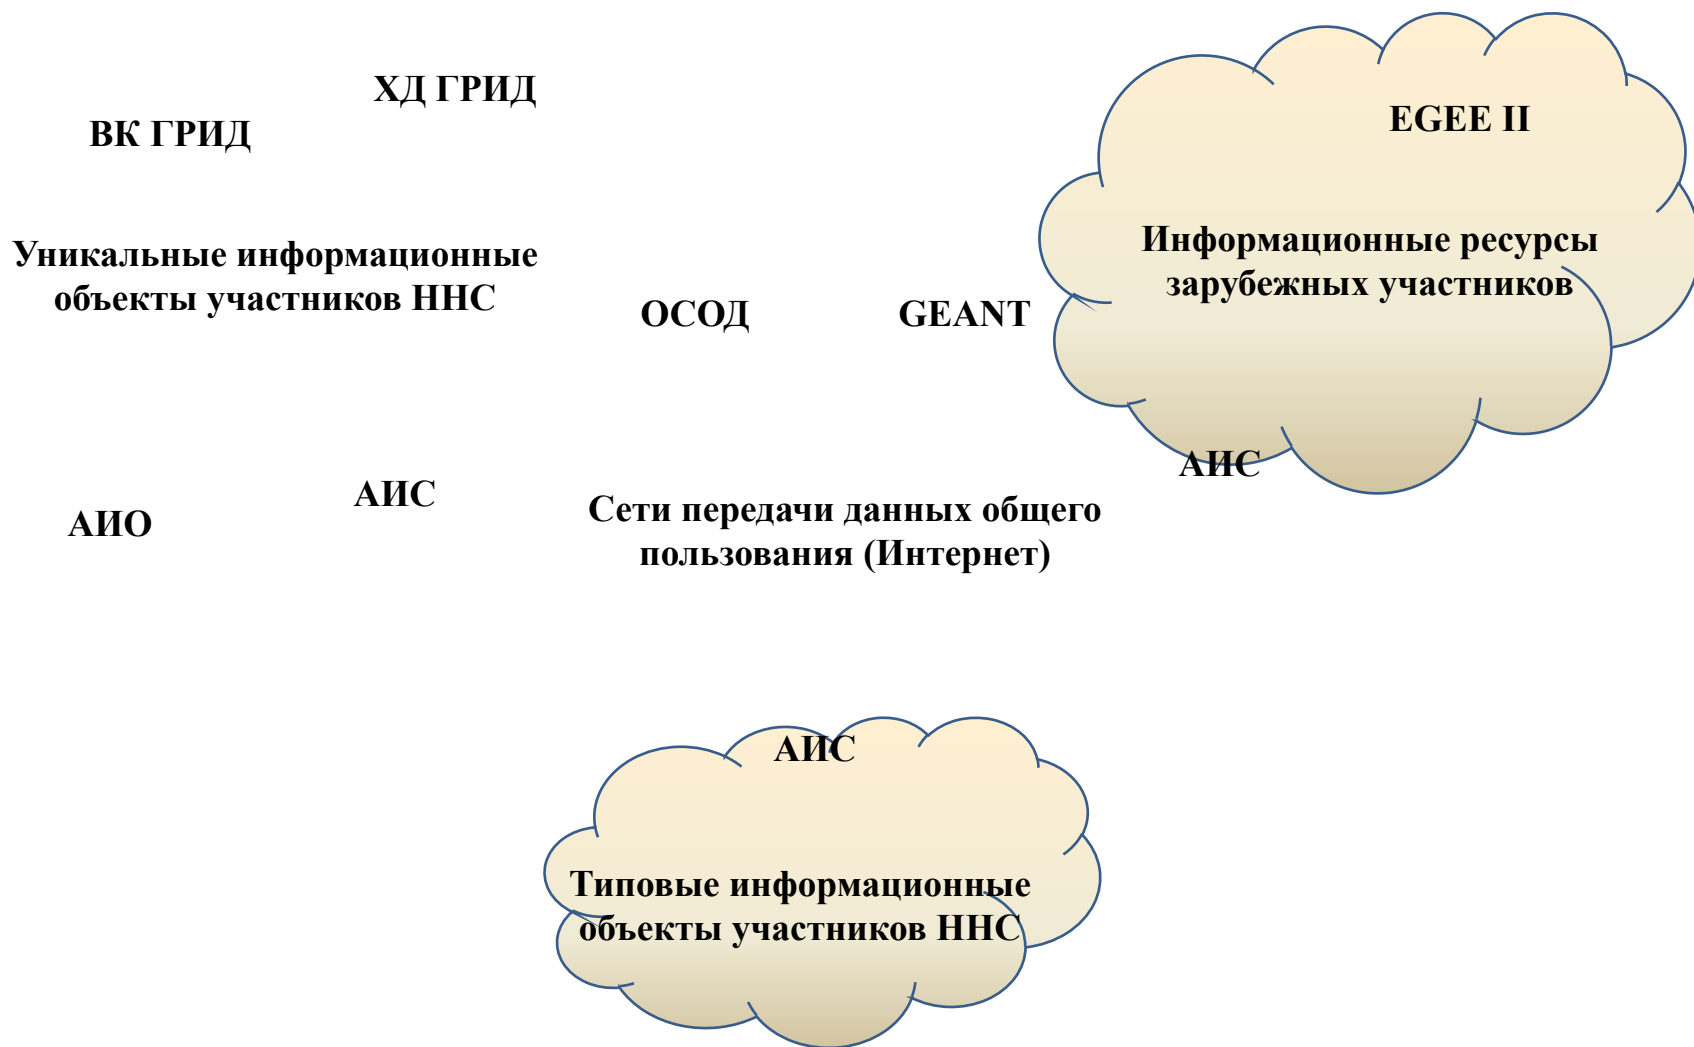 ХД ГРИД
ВК ГРИД
EGEE II
Уникальные информационные
объекты участников ННС
Информационные ресурсы
зарубежных участников
ОСОД
GEANT
АИС
АИС
АИО
Сети передачи данных общего
пользования (Интернет)
АИС
Типовые информационные
объекты участников ННС